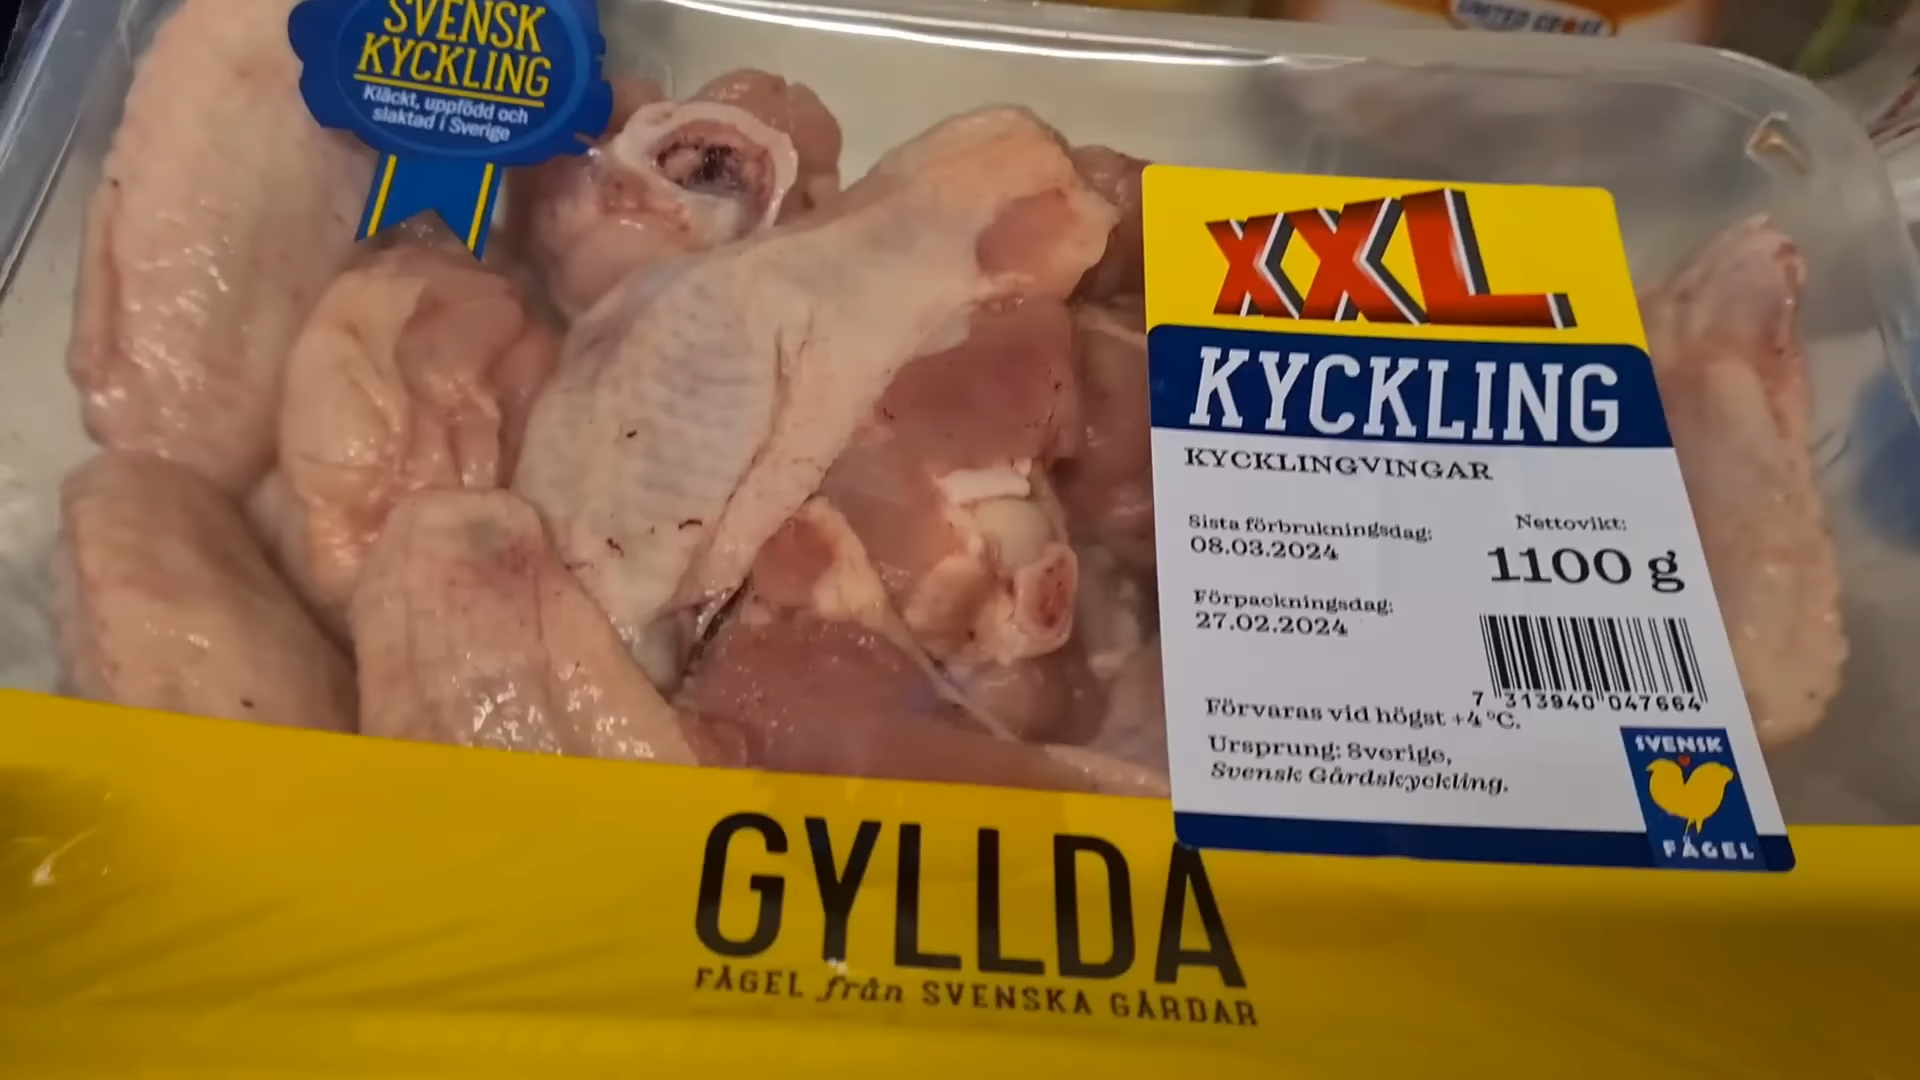 SVENSK
KYCKLING
Kläckt, uppfödd och
slaktad i Sverige
XXL
KYCKLING
KYCKLINGVINGAR
Sista förbrukningsdag:
08.03.2024
Nettovikt:
1100 g
Förpackningsdag:
27.02.2024
7 313940 047664
Förvaras vid högst +4 °C.
Ursprung: Sverige,
Svensk Gårdskyckling.
SVENSK
FÅGEL
GYLLDA
FÅGEL från SVENSKA GÅRDAR